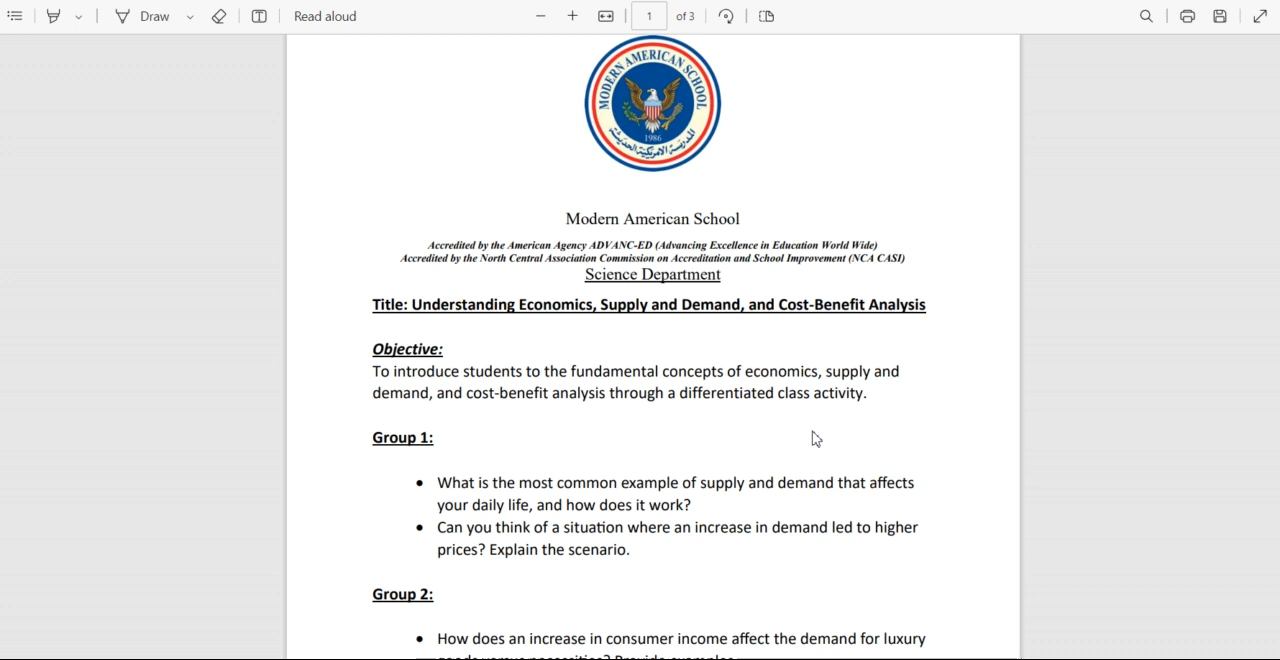 Draw
Read aloud
1
of 3
MODERN AMERICAN SCHOOL
1986
المدرسة الامريكية الحديثة
Modern American School
Accredited by the American Agency ADVANC-ED (Advancing Excellence in Education World Wide)
Accredited by the North Central Association Commission on Accreditation and School Improvement (NCA CASI)
Science Department
Title: Understanding Economics, Supply and Demand, and Cost-Benefit Analysis
Objective:
To introduce students to the fundamental concepts of economics, supply and
demand, and cost-benefit analysis through a differentiated class activity.
Group 1:
• What is the most common example of supply and demand that affects
your daily life, and how does it work?
• Can you think of a situation where an increase in demand led to higher
prices? Explain the scenario.
Group 2:
• How does an increase in consumer income affect the demand for luxury